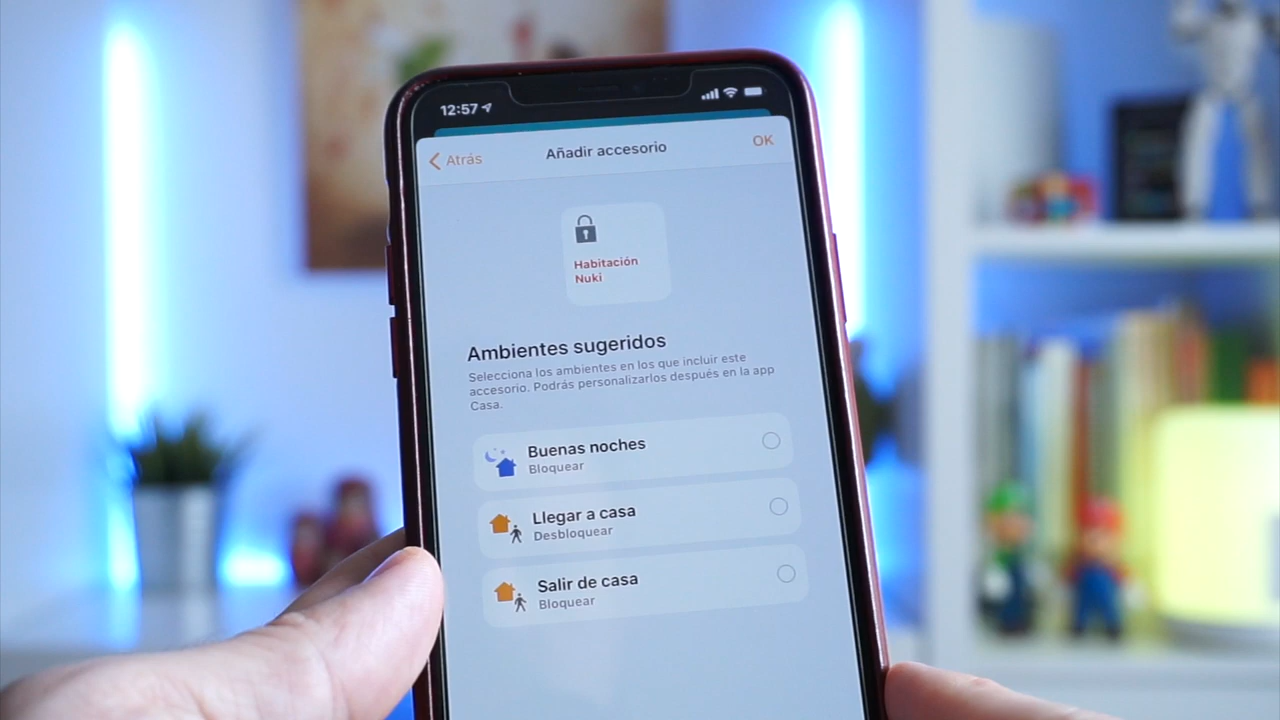 12:57
Atrás
Añadir accesorio
OK
Habitación
Nuki
Ambientes sugeridos
Selecciona los ambientes en los que incluir este
accesorio. Podrás personalizarlos después en la app
Casa.
Buenas noches
Bloquear
Llegar a casa
Desbloquear
Salir de casa
Bloquear